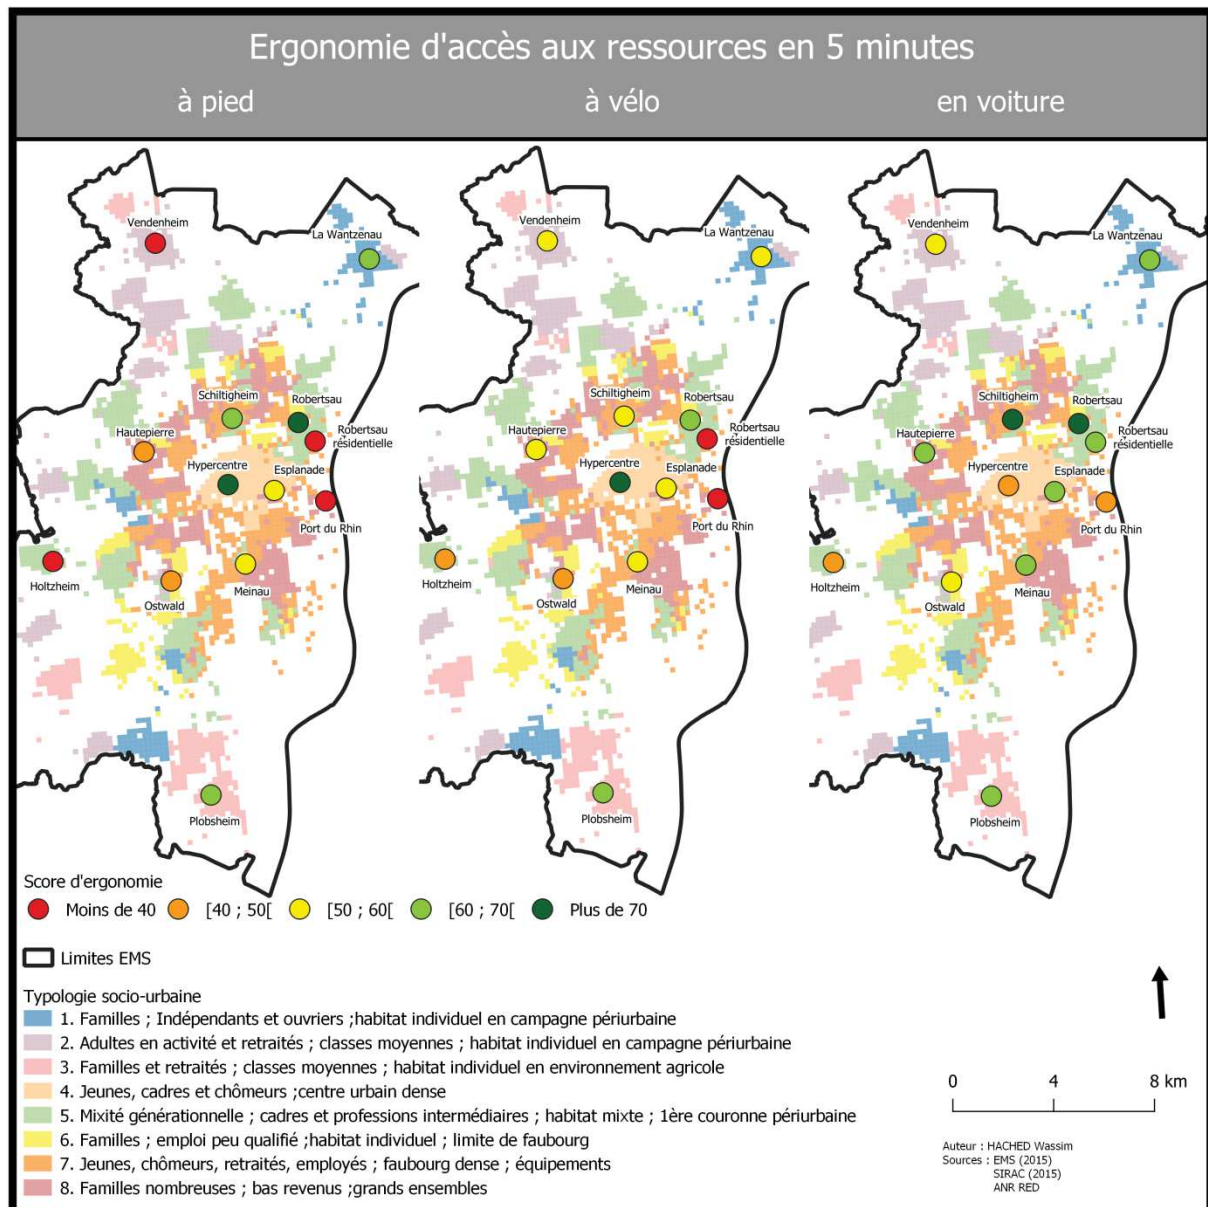 Ergonomie d'accès aux ressources en 5 minutes
à pied
à vélo
en voiture
Vendenheim
La Wantzenau
Schiltigheim
Robertsau
Hautepierre
Robertsau
résidentielle
Hypercentre
Esplanade
Port du Rhin
Holtzheim
Ostwald
Meinau
Plobsheim
Vendenheim
La Wantzenau
Schiltigheim
Robertsau
Hautepierre
Robertsau
résidentielle
Hypercentre
Esplanade
Port du Rhin
Holtzheim
Ostwald
Meinau
Plobsheim
Vendenheim
La Wantzenau
Schiltigheim
Robertsau
Hautepierre
Robertsau
résidentielle
Hypercentre
Esplanade
Port du Rhin
Holtzheim
Ostwald
Meinau
Plobsheim
Score d'ergonomie
Moins de 40 [40 ; 50[ [50 ; 60[ [60 ; 70[ Plus de 70
Limites EMS
Typologie socio-urbaine
1. Familles ; Indépendants et ouvriers ;habitat individuel en campagne périurbaine
2. Adultes en activité et retraités ; classes moyennes ; habitat individuel en campagne périurbaine
3. Familles et retraités ; classes moyennes ; habitat individuel en environnement agricole
4. Jeunes, cadres et chômeurs ;centre urbain dense
5. Mixité générationnelle ; cadres et professions intermédiaires ; habitat mixte ; 1ère couronne périurbaine
6. Familles ; emploi peu qualifié ;habitat individuel ; limite de faubourg
7. Jeunes, chômeurs, retraités, employés ; faubourg dense ; équipements
8. Familles nombreuses ; bas revenus ;grands ensembles
0 4 8 km
Auteur : HACHED Wassim
Sources : EMS (2015)
SIRAC (2015)
ANR RED